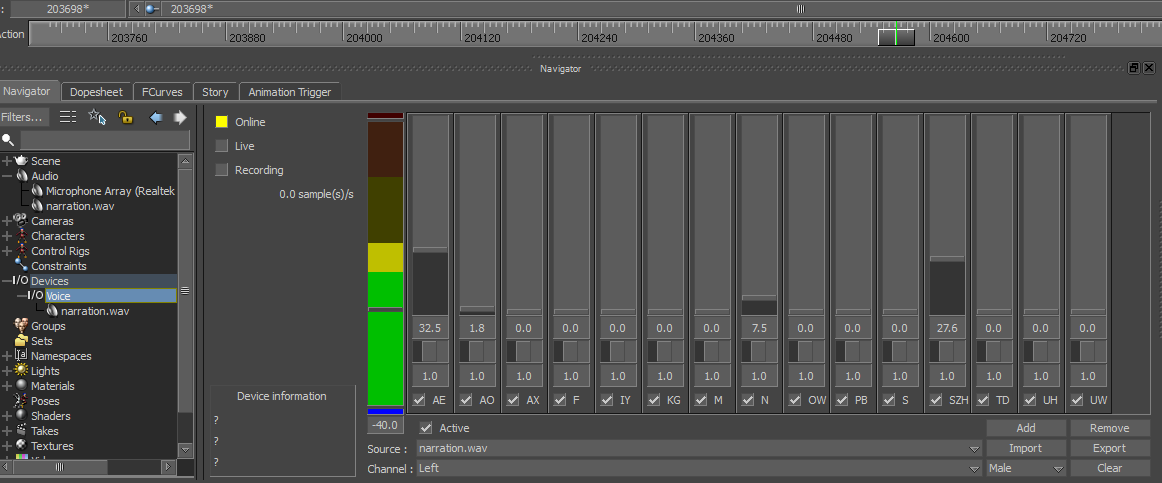 : 203698* 203698*
Action 203760 203880 204000 204120 204240 204360 204480 204600 204720
Navigator
Navigator Dopesheet FCurves Story Animation Trigger
Filters...
Scene
Audio
Microphone Array (Realtek
narration.wav
Cameras
Characters
Control Rigs
Constraints
I/O Devices
I/O Voice
narration.wav
Groups
Sets
Namespaces
Lights
Materials
Poses
Shaders
Takes
Textures
Online
Live
Recording
0.0 sample(s)/s
Device information
?
?
?
-40.0
32.5 1.8 0.0 0.0 0.0 0.0 0.0 7.5 0.0 0.0 0.0 27.6 0.0 0.0 0.0
1.0 1.0 1.0 1.0 1.0 1.0 1.0 1.0 1.0 1.0 1.0 1.0 1.0 1.0 1.0
AE AO AX F IY KG M N OW PB S SZH TD UH UW
Active Add Remove
Source : narration.wav Import Export
Channel : Left Male Clear